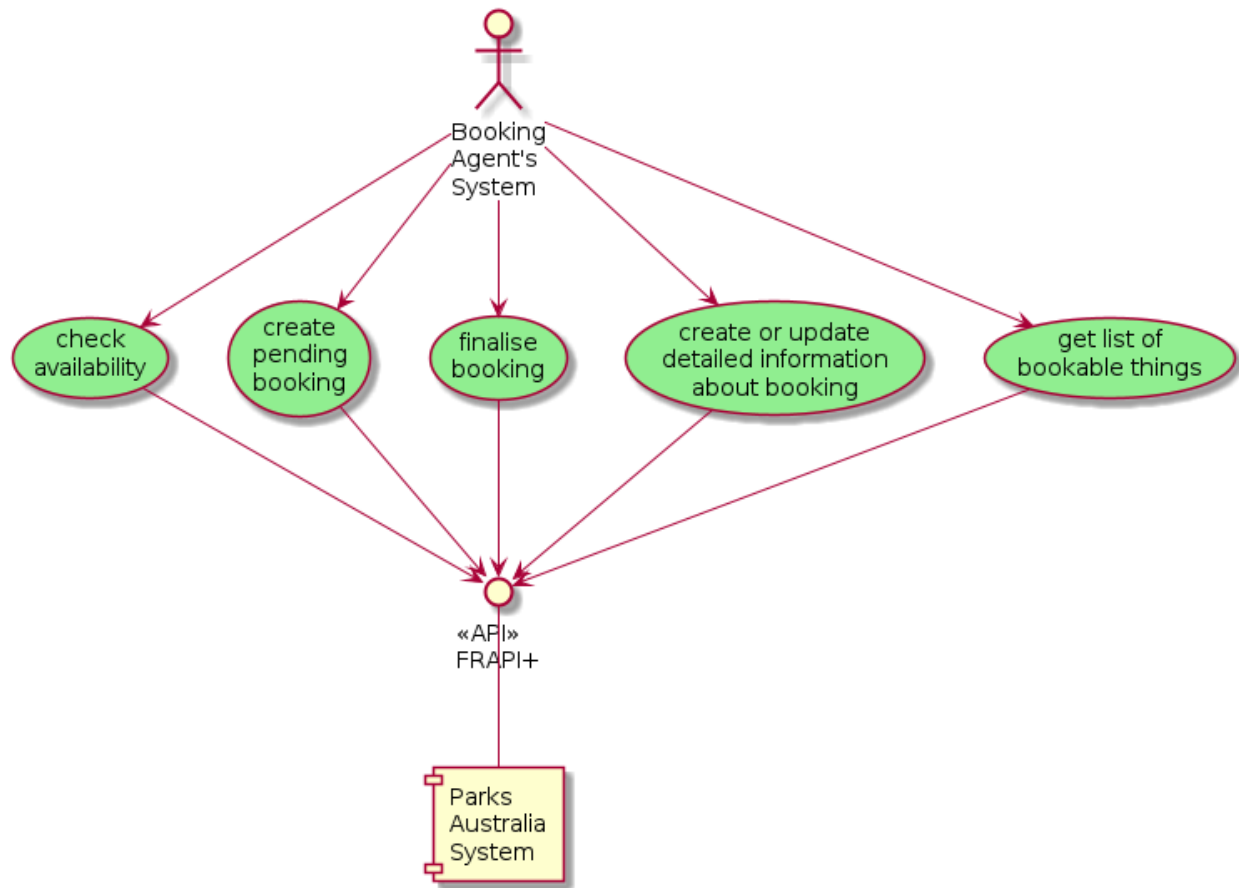 Booking
Agent's
System
check
availability
create
pending
booking
finalise
booking
create or update
detailed information
about booking
get list of
bookable things
«API»
FRAPI+
Parks
Australia
System